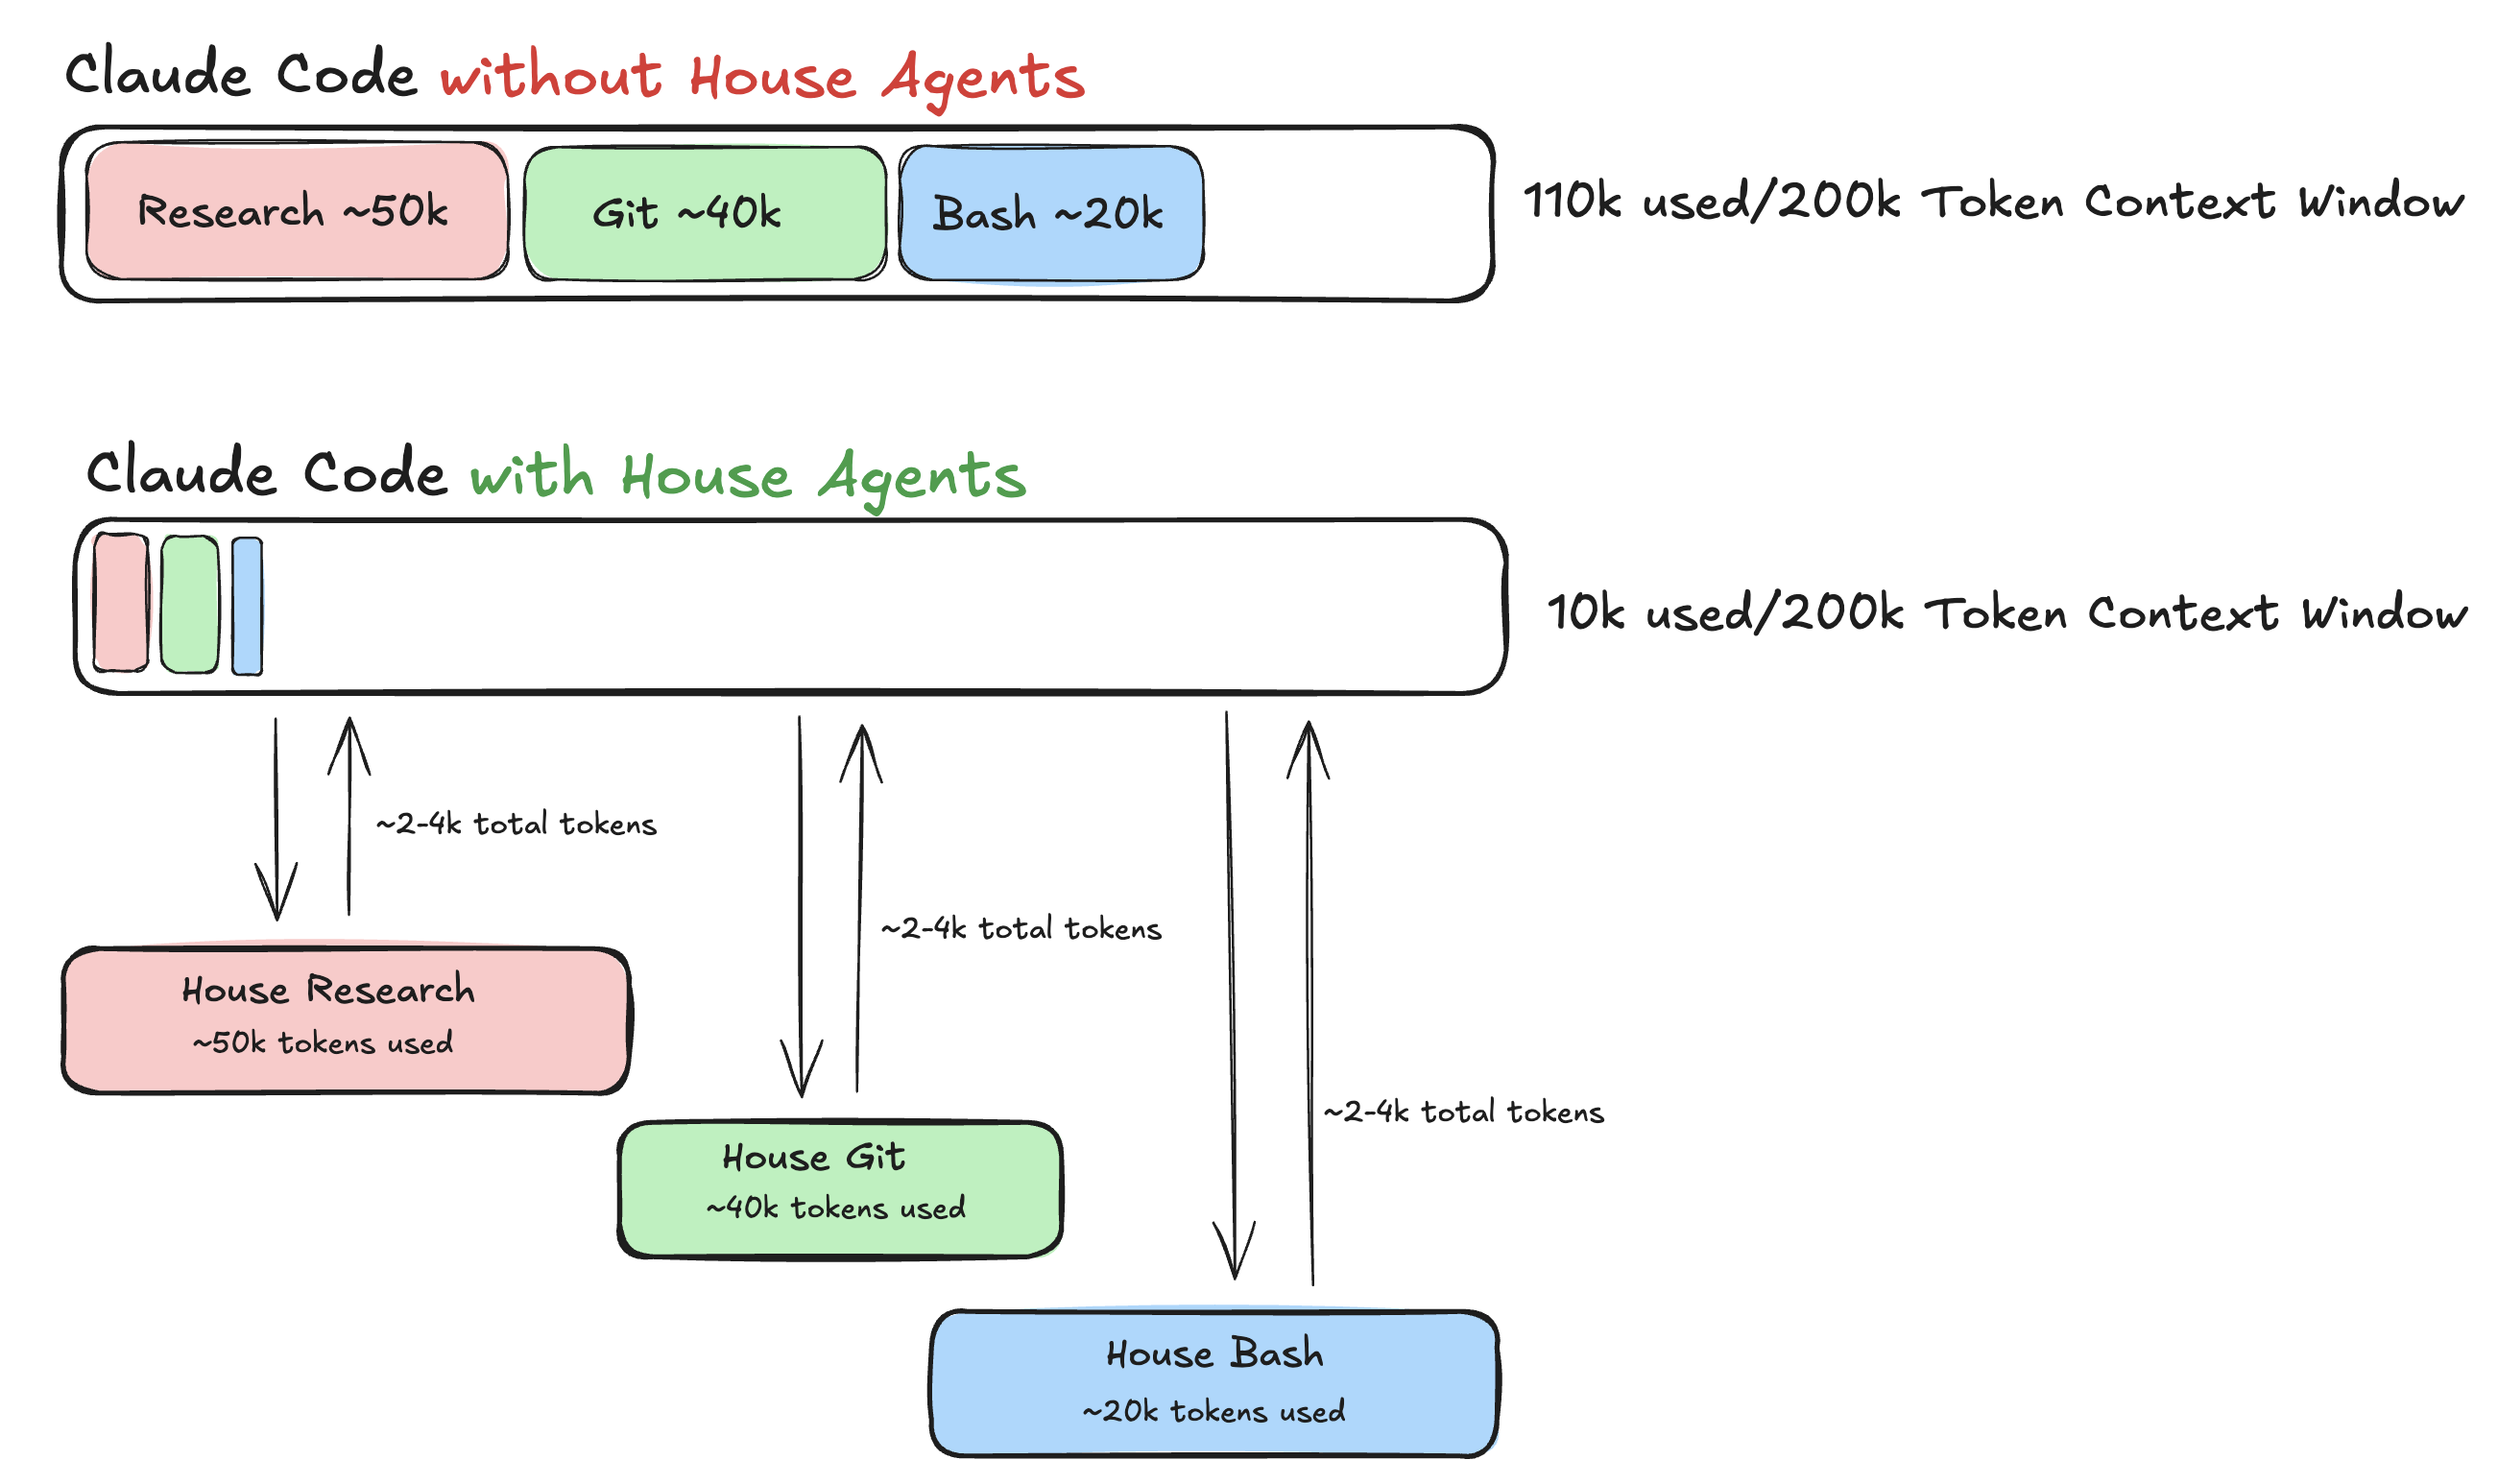 Claude Code without House Agents
Research ~50k
Git ~40k
Bash ~20k
110k used/200k Token Context Window
Claude Code with House Agents
10k used/200k Token Context Window
~2-4k total tokens
~2-4k total tokens
House Research
~50k tokens used
~2-4k total tokens
House Git
~40k tokens used
House Bash
~20k tokens used